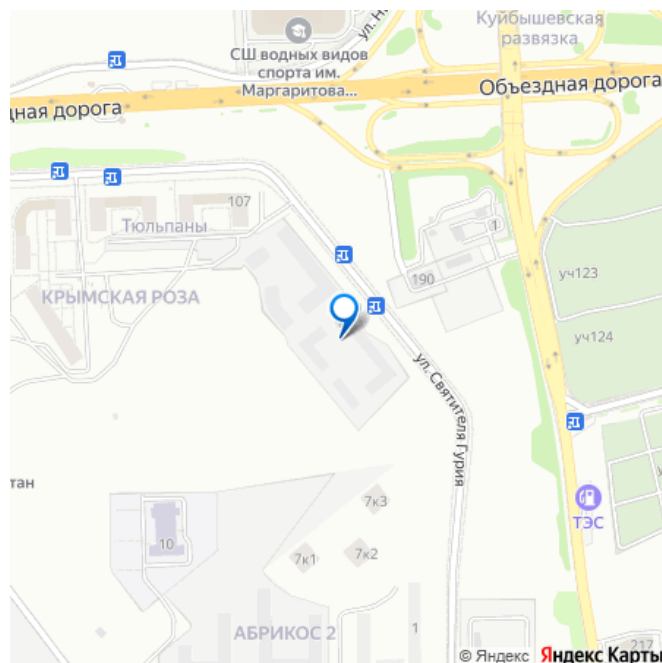 Куйбышевская
развязка
ул. Н
СШ водных видов
спорта им.
Маргаритова...
Объездная дорога
дная дорога
107
Тюльпаны
1
190
уч123
КРЫМСКАЯ РОЗА
уч124
ул. Святителя Гурия
тан
7к3
ТЭС
10
7к1
7к2
АБРИКОС 2
1
217
© Яндекс Яндекс Карты